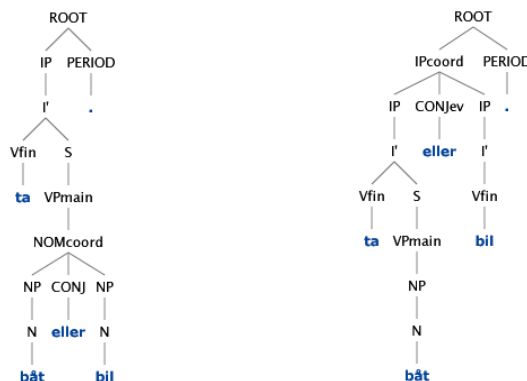 ROOT ROOT
IP PERIOD IPcoord PERIOD
I' . IP CONJev IP .
Vfin S I' eller I'
ta VPmain Vfin S Vfin
NOMcoord ta VPmain bil
NP CONJ NP NP
N eller N N
båt bil båt